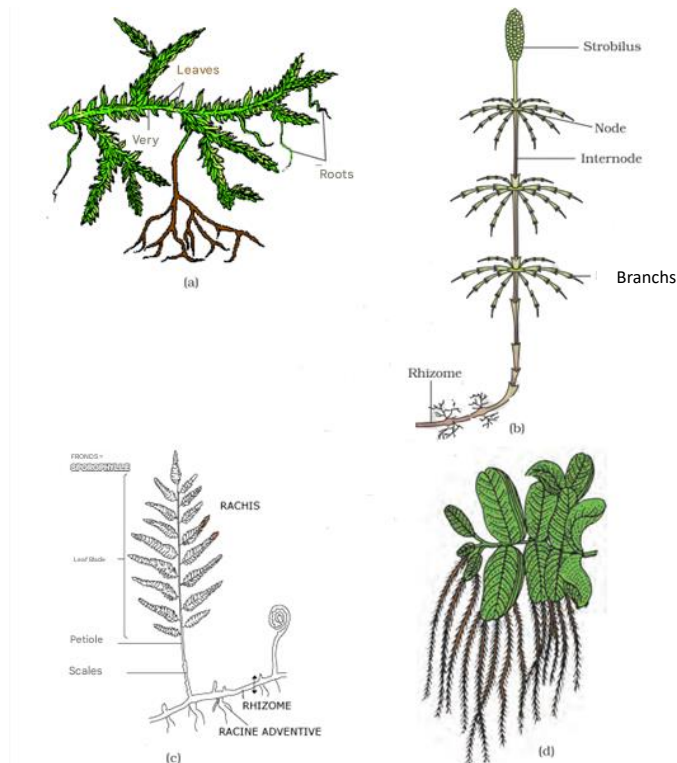 Leaves
Very
Roots
(a)
Strobilus
Node
Internode
Branchs
Rhizome
(b)
FRONDS =
SPOROPHYLLE
RACHIS
Leaf Blade
Petiole
Scales
RHIZOME
RACINE ADVENTIVE
(c)
(d)